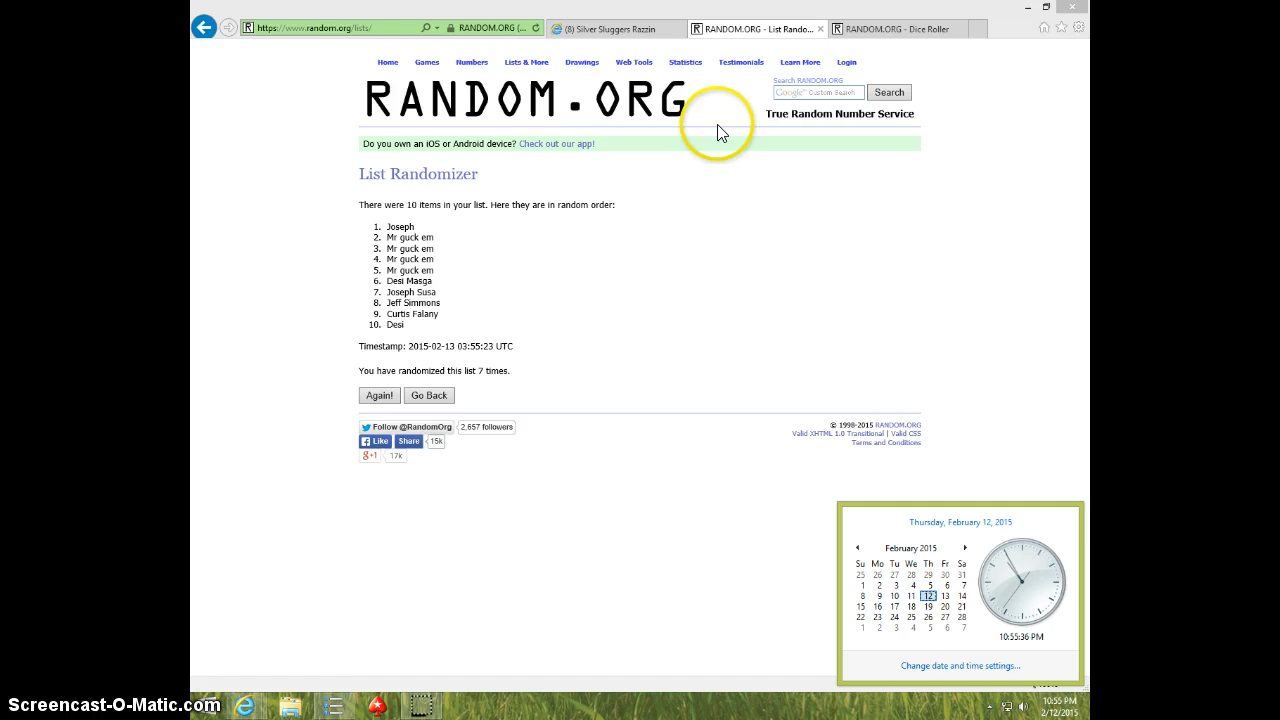 https://www.random.org/lists/
RANDOM.ORG (...
(8) Silver Sluggers Razzin
RANDOM.ORG - List Rando...
RANDOM.ORG - Dice Roller
Home Games Numbers Lists & More Drawings Web Tools Statistics Testimonials Learn More Login
RANDOM.ORG
Search RANDOM.ORG
Google™ Custom Search Search
True Random Number Service
Do you own an iOS or Android device? Check out our app!
List Randomizer
There were 10 items in your list. Here they are in random order:
1. Joseph
2. Mr guck em
3. Mr guck em
4. Mr guck em
5. Mr guck em
6. Desi Masga
7. Joseph Susa
8. Jeff Simmons
9. Curtis Falany
10. Desi
Timestamp: 2015-02-13 03:55:23 UTC
You have randomized this list 7 times.
Again! Go Back
Follow @RandomOrg 2,657 followers
Like Share 15k
g+1 17k
© 1998-2015 RANDOM.ORG
Valid XHTML 1.0 Transitional | Valid CSS
Terms and Conditions
Thursday, February 12, 2015
February 2015
Su Mo Tu We Th Fr Sa
25 26 27 28 29 30 31
1 2 3 4 5 6 7
8 9 10 11 12 13 14
15 16 17 18 19 20 21
22 23 24 25 26 27 28
1 2 3 4 5 6 7
10:55:36 PM
Change date and time settings...
10:55 PM
2/12/2015
Screencast-O-Matic.com